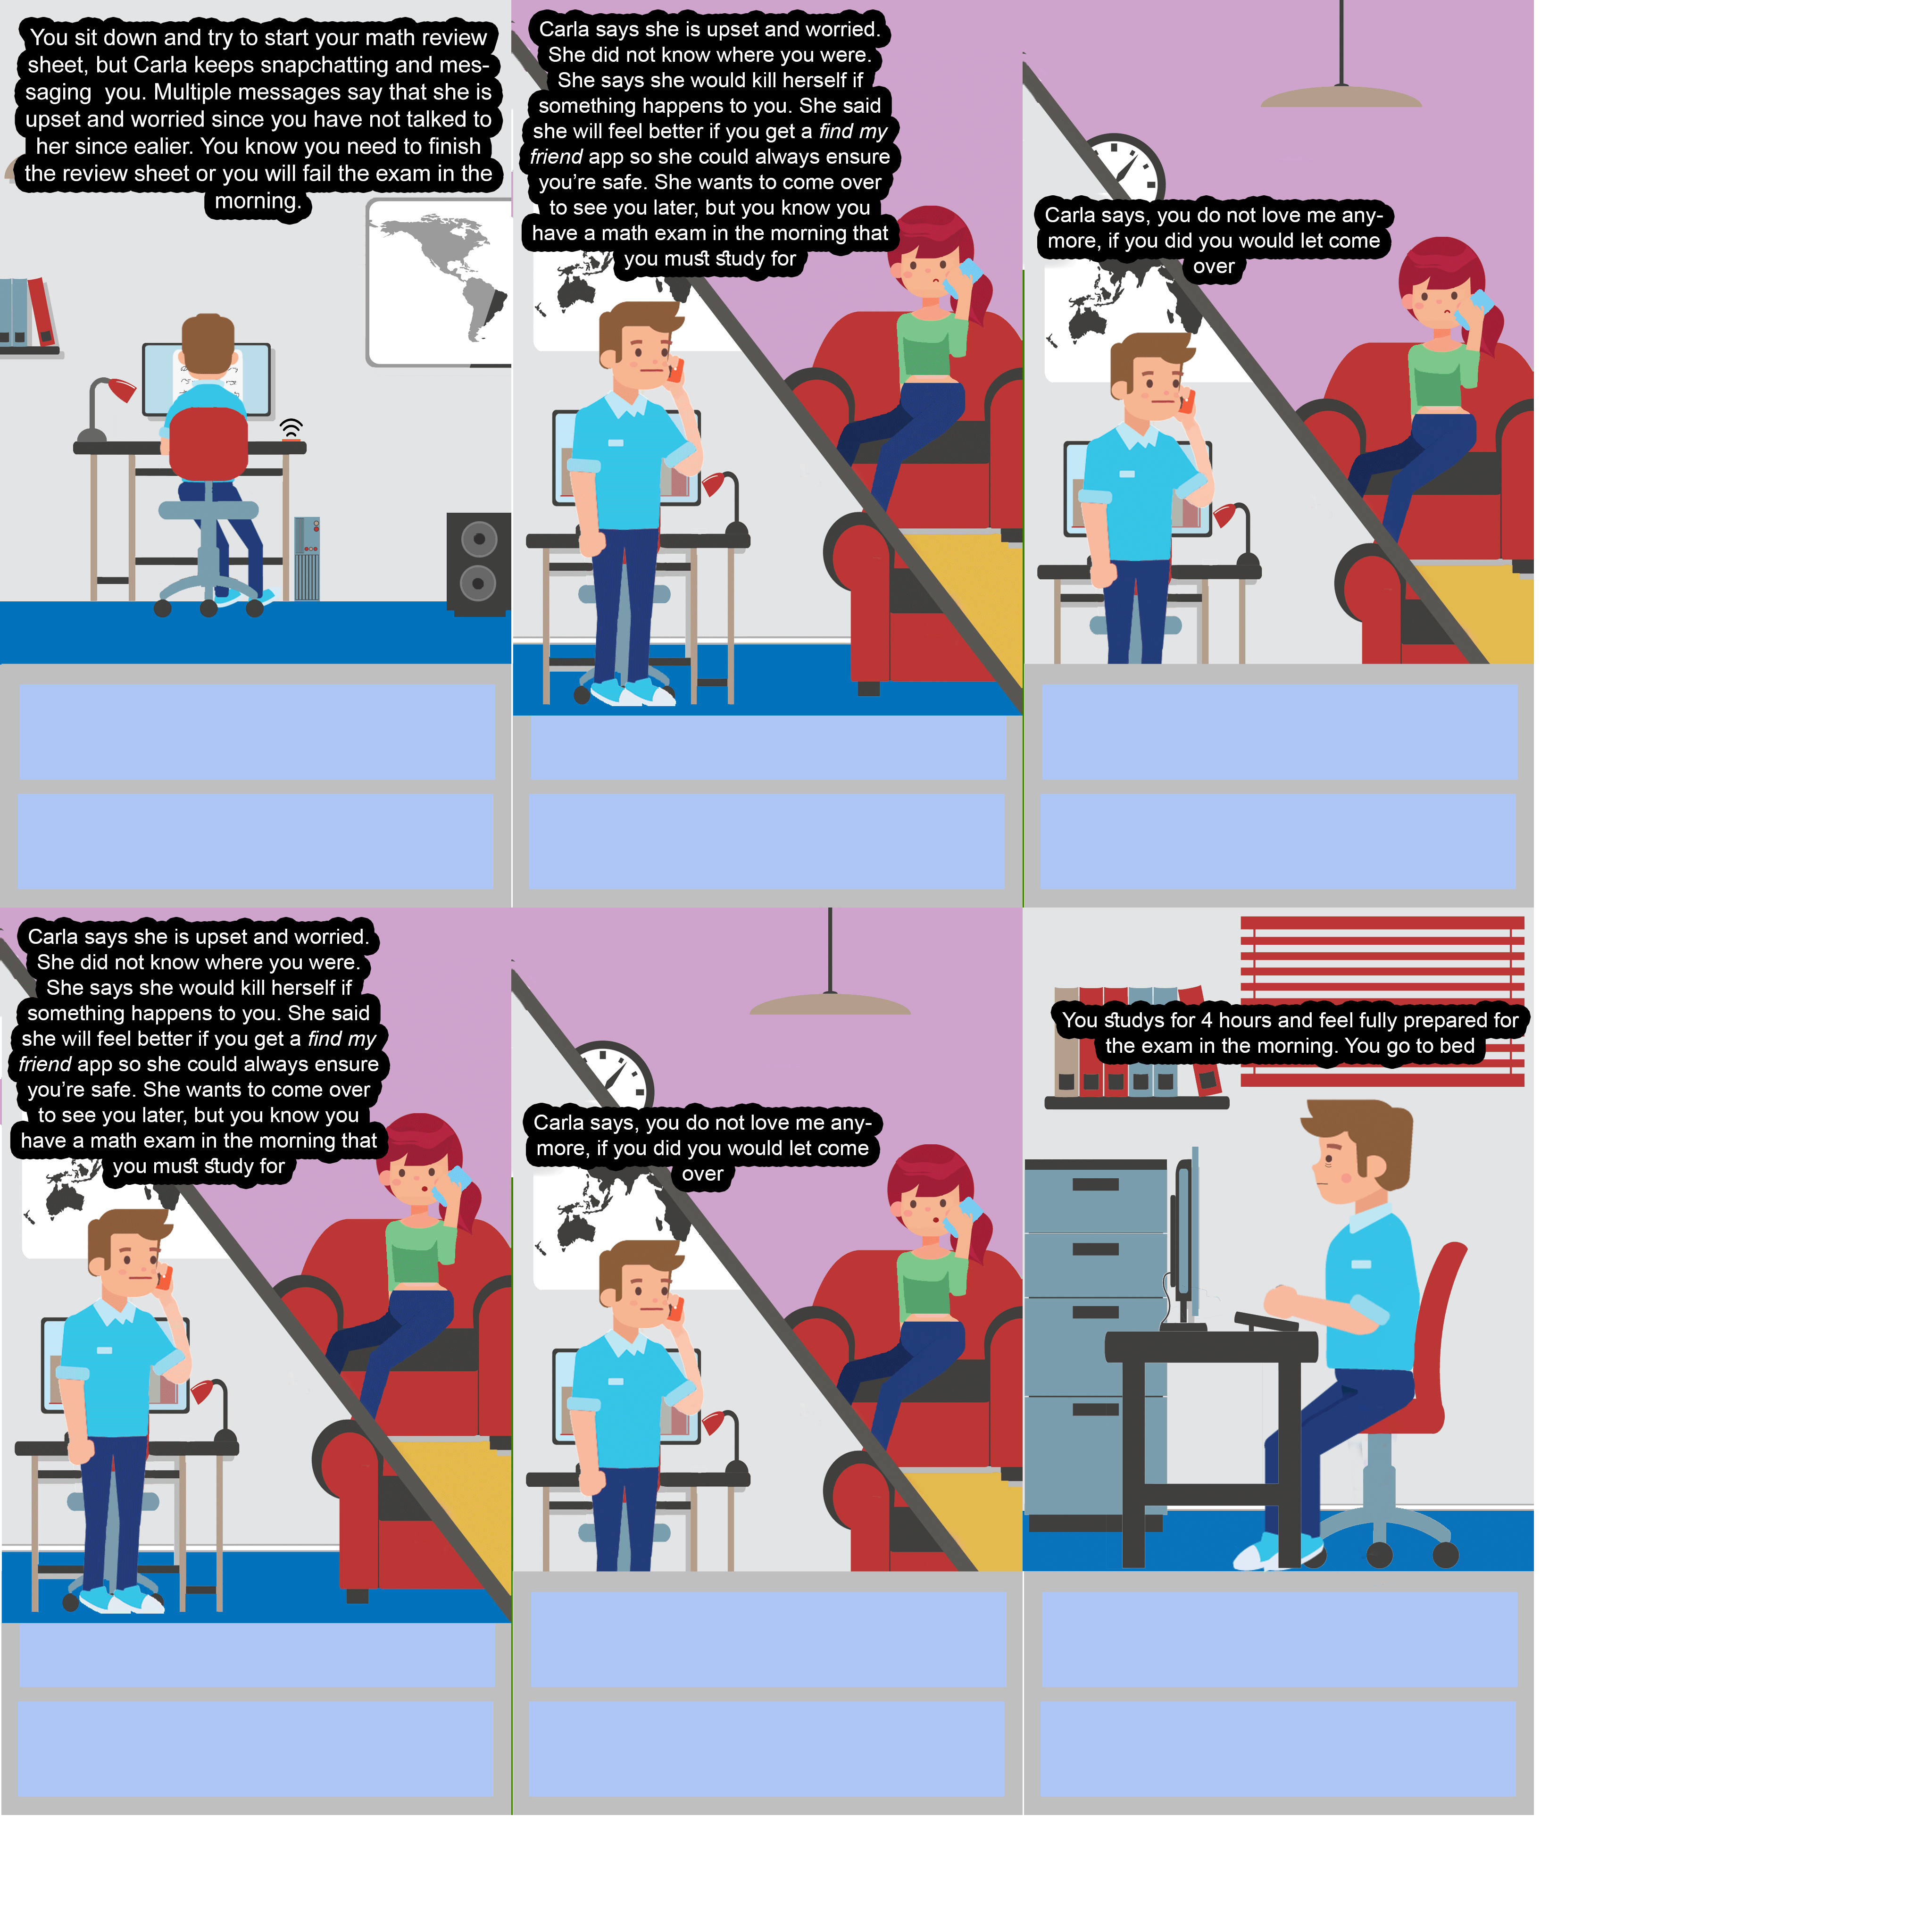 You sit down and try to start your math review
sheet, but Carla keeps snapchatting and mes-
saging  you. Multiple messages say that she is
upset and worried since you have not talked to
her since ealier. You know you need to finish
the review sheet or you will fail the exam in the
morning.
Carla says she is upset and worried.
She did not know where you were.
She says she would kill herself if
something happens to you. She said
she will feel better if you get a find my
friend app so she could always ensure
you're safe. She wants to come over
to see you later, but you know you
have a math exam in the morning that
you must study for
Carla says, you do not love me any-
more, if you did you would let come
over
Carla says she is upset and worried.
She did not know where you were.
She says she would kill herself if
something happens to you. She said
she will feel better if you get a find my
friend app so she could always ensure
you're safe. She wants to come over
to see you later, but you know you
have a math exam in the morning that
you must study for
Carla says, you do not love me any-
more, if you did you would let come
over
You studys for 4 hours and feel fully prepared for
the exam in the morning. You go to bed